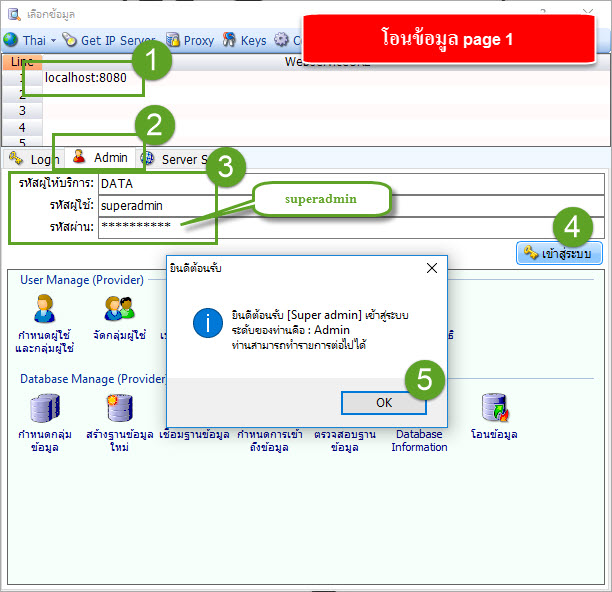 เลือกข้อมูล
โอนข้อมูล page 1
Thai Get IP Server Proxy Keys
Line
1 localhost:8080
2
3
4
5
1
2
Login Admin Server
3
รหัสผู้ให้บริการ: DATA
รหัสผู้ใช้: superadmin
superadmin
รหัสผ่าน: **********
4
เข้าสู่ระบบ
User Manage (Provider)
กำหนดผู้ใช้
และกลุ่มผู้ใช้
จัดกลุ่มผู้ใช้
ยินดีต้อนรับ
ยินดีต้อนรับ [Super admin] เข้าสู่ระบบ
ระดับของท่านคือ : Admin
ท่านสามารถทำรายการต่อไปได้
5
OK
Database Manage (Provider)
กำหนดกลุ่ม
ข้อมูล
สร้างฐานข้อมูล
ใหม่
เชื่อมฐานข้อมูล
กำหนดการเข้า
ถึงข้อมูล
ตรวจสอบฐาน
ข้อมูล
Database
Information
โอนข้อมูล